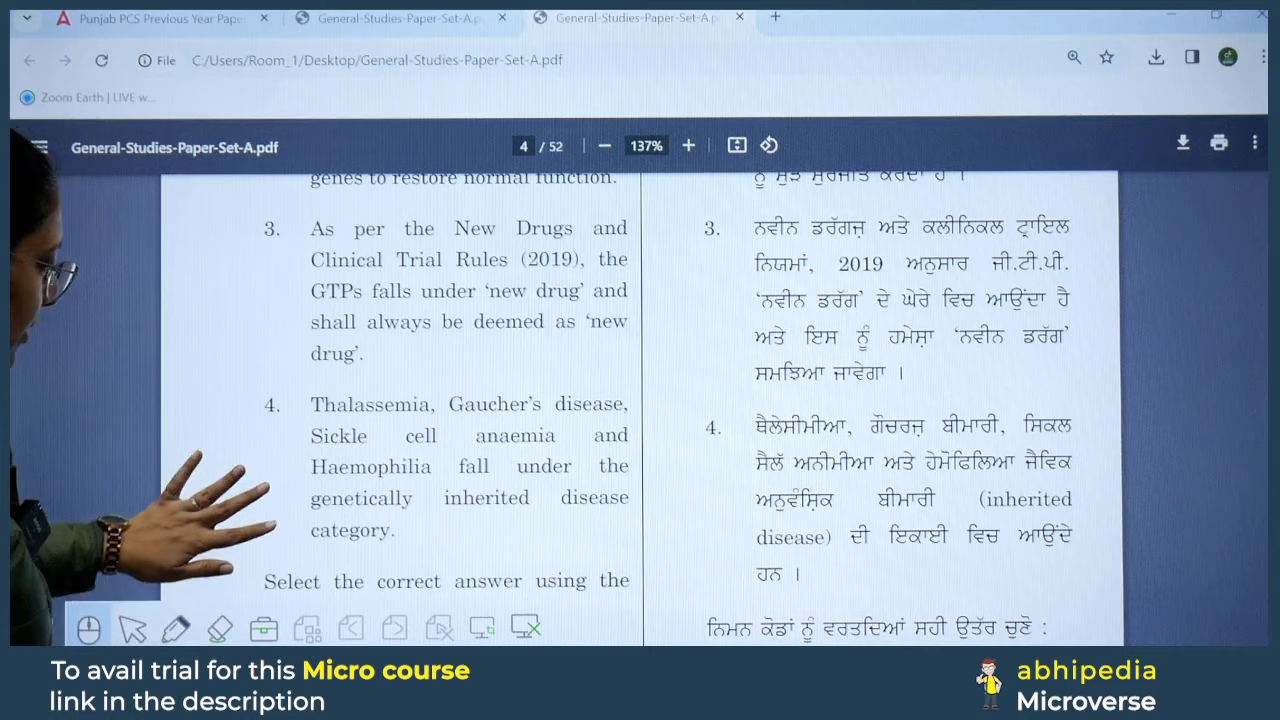 Punjab PCS Previous Year Pape
General-Studies-Paper-Set-A.p
General-Studies-Paper-Set-A.p
File C:/Users/Room_1/Desktop/General-Studies-Paper-Set-A.pdf
Zoom Earth | LIVE w...
General-Studies-Paper-Set-A.pdf
4 / 52
137%
genes to restore normal function.
3. As per the New Drugs and
Clinical Trial Rules (2019), the
GTPs falls under ‘new drug’ and
shall always be deemed as ‘new
drug’.
4. Thalassemia, Gaucher’s disease,
Sickle cell anaemia and
Haemophilia fall under the
genetically inherited disease
category.
Select the correct answer using the
ਨੂੰ ਮੁੜ ਸੁਰਜੀਤ ਕਰਦਾ ਹੈ ।
3. ਨਵੀਨ ਡਰੱਗਜ਼ ਅਤੇ ਕਲੀਨਿਕਲ ਟ੍ਰਾਇਲ
ਨਿਯਮਾਂ, 2019 ਅਨੁਸਾਰ ਜੀ.ਟੀ.ਪੀ.
‘ਨਵੀਨ ਡਰੱਗ’ ਦੇ ਘੇਰੇ ਵਿਚ ਆਉਂਦਾ ਹੈ
ਅਤੇ ਇਸ ਨੂੰ ਹਮੇਸ਼ਾ ‘ਨਵੀਨ ਡਰੱਗ’
ਸਮਝਿਆ ਜਾਵੇਗਾ ।
4. ਥੈਲੇਸੀਮੀਆ, ਗੌਚਰਜ਼ ਬੀਮਾਰੀ, ਸਿਕਲ
ਸੈਲੱ ਅਨੀਮੀਆ ਅਤੇ ਹੇਮੋਫਿਲਿਆ ਜੈਵਿਕ
ਅਨੁਵੰਸ਼ਿਕ ਬੀਮਾਰੀ (inherited
disease) ਦੀ ਇਕਾਈ ਵਿਚ ਆਉਂਦੇ
ਹਨ ।
ਨਿਮਨ ਕੋਡਾਂ ਨੂੰ ਵਰਤਦਿਆਂ ਸਹੀ ਉਤੱਰ ਚੁਣੋ :
To avail trial for this Micro course
link in the description
abhipedia
Microverse